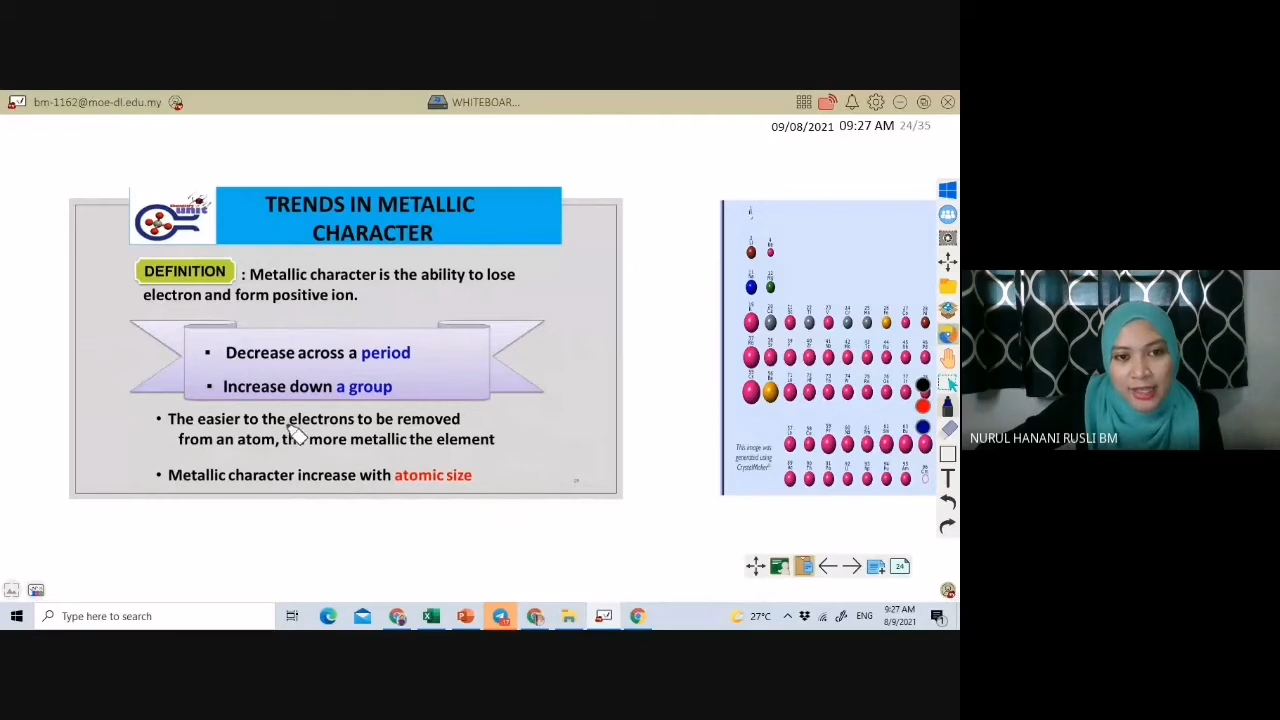 bm-1162@moe-dl.edu.my
WHITEBOAR...
09/08/2021 09:27 AM 24/35
unit
TRENDS IN METALLIC
CHARACTER
DEFINITION : Metallic character is the ability to lose
electron and form positive ion.
▪ Decrease across a period
▪ Increase down a group
• The easier to the electrons to be removed
from an atom, more metallic the element
• Metallic character increase with atomic size
This image was
generated using
CrystalMaker
NURUL HANANI RUSLI BM
24
Type here to search
27°C
ENG
9:27 AM
8/9/2021